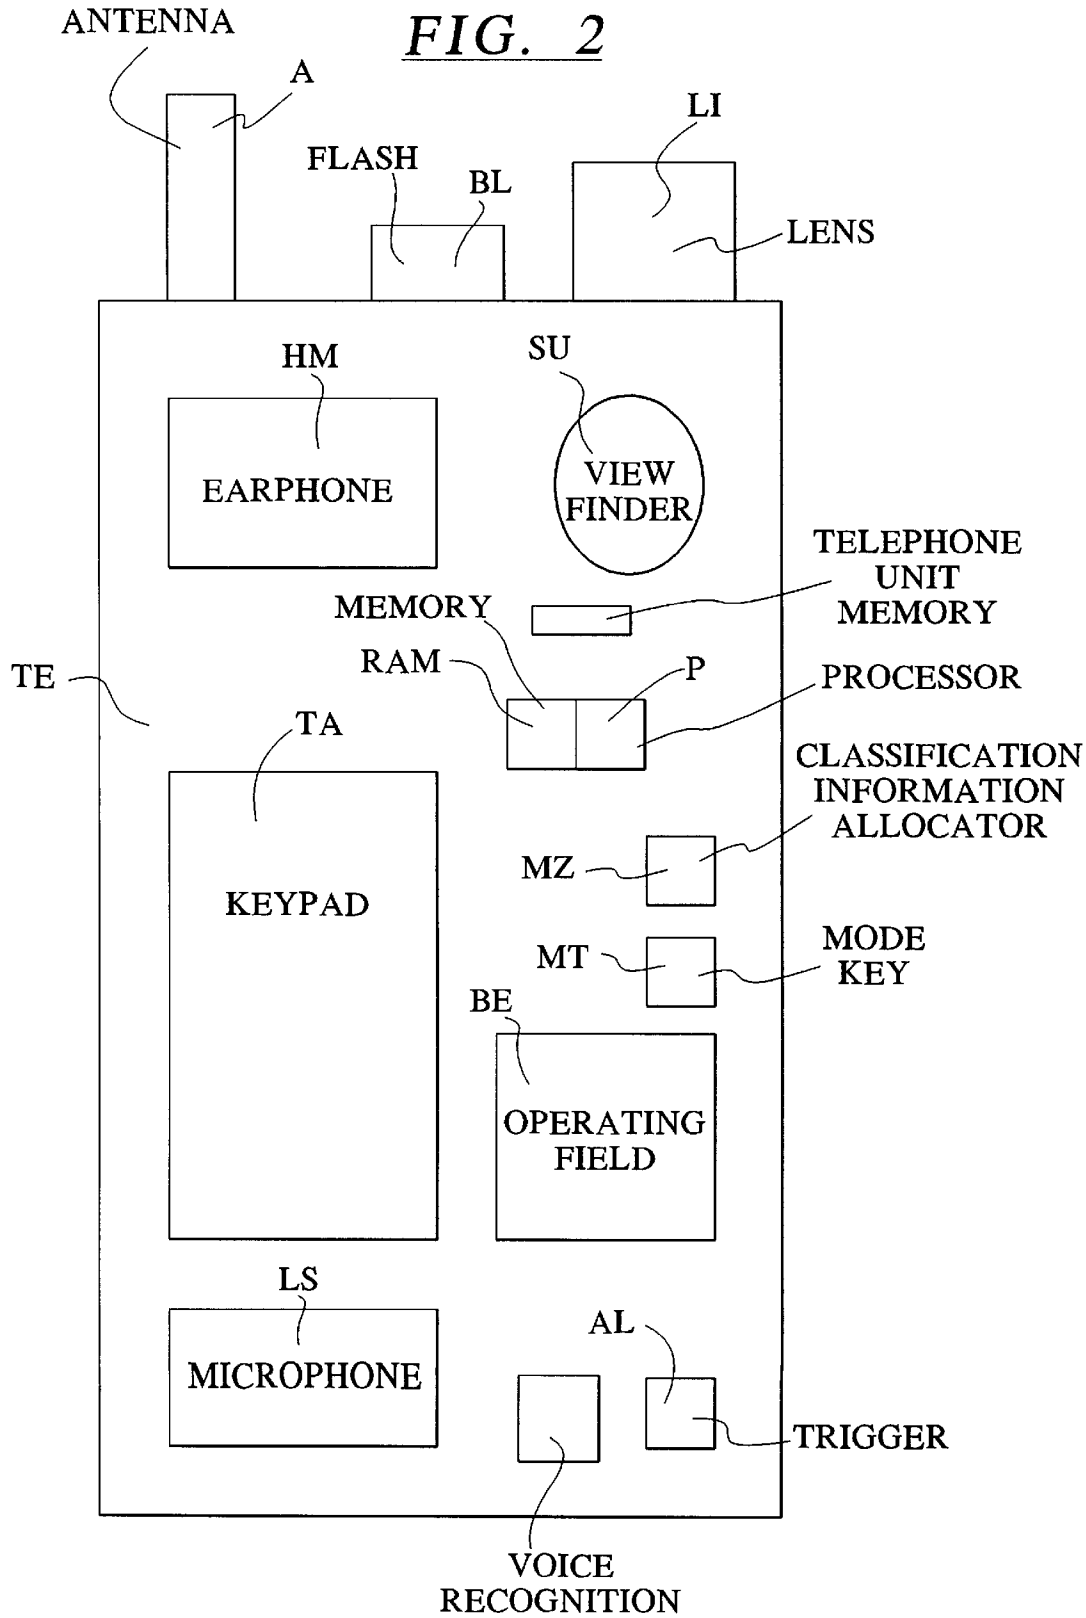 FIG. 2
ANTENNA
A
FLASH
BL
LI
LENS
HM
EARPHONE
SU
VIEW
FINDER
TELEPHONE
UNIT
MEMORY
MEMORY
RAM
P
PROCESSOR
TE
TA
KEYPAD
CLASSIFICATION
INFORMATION
ALLOCATOR
MZ
MT
MODE
KEY
BE
OPERATING
FIELD
LS
MICROPHONE
AL
TRIGGER
VOICE
RECOGNITION